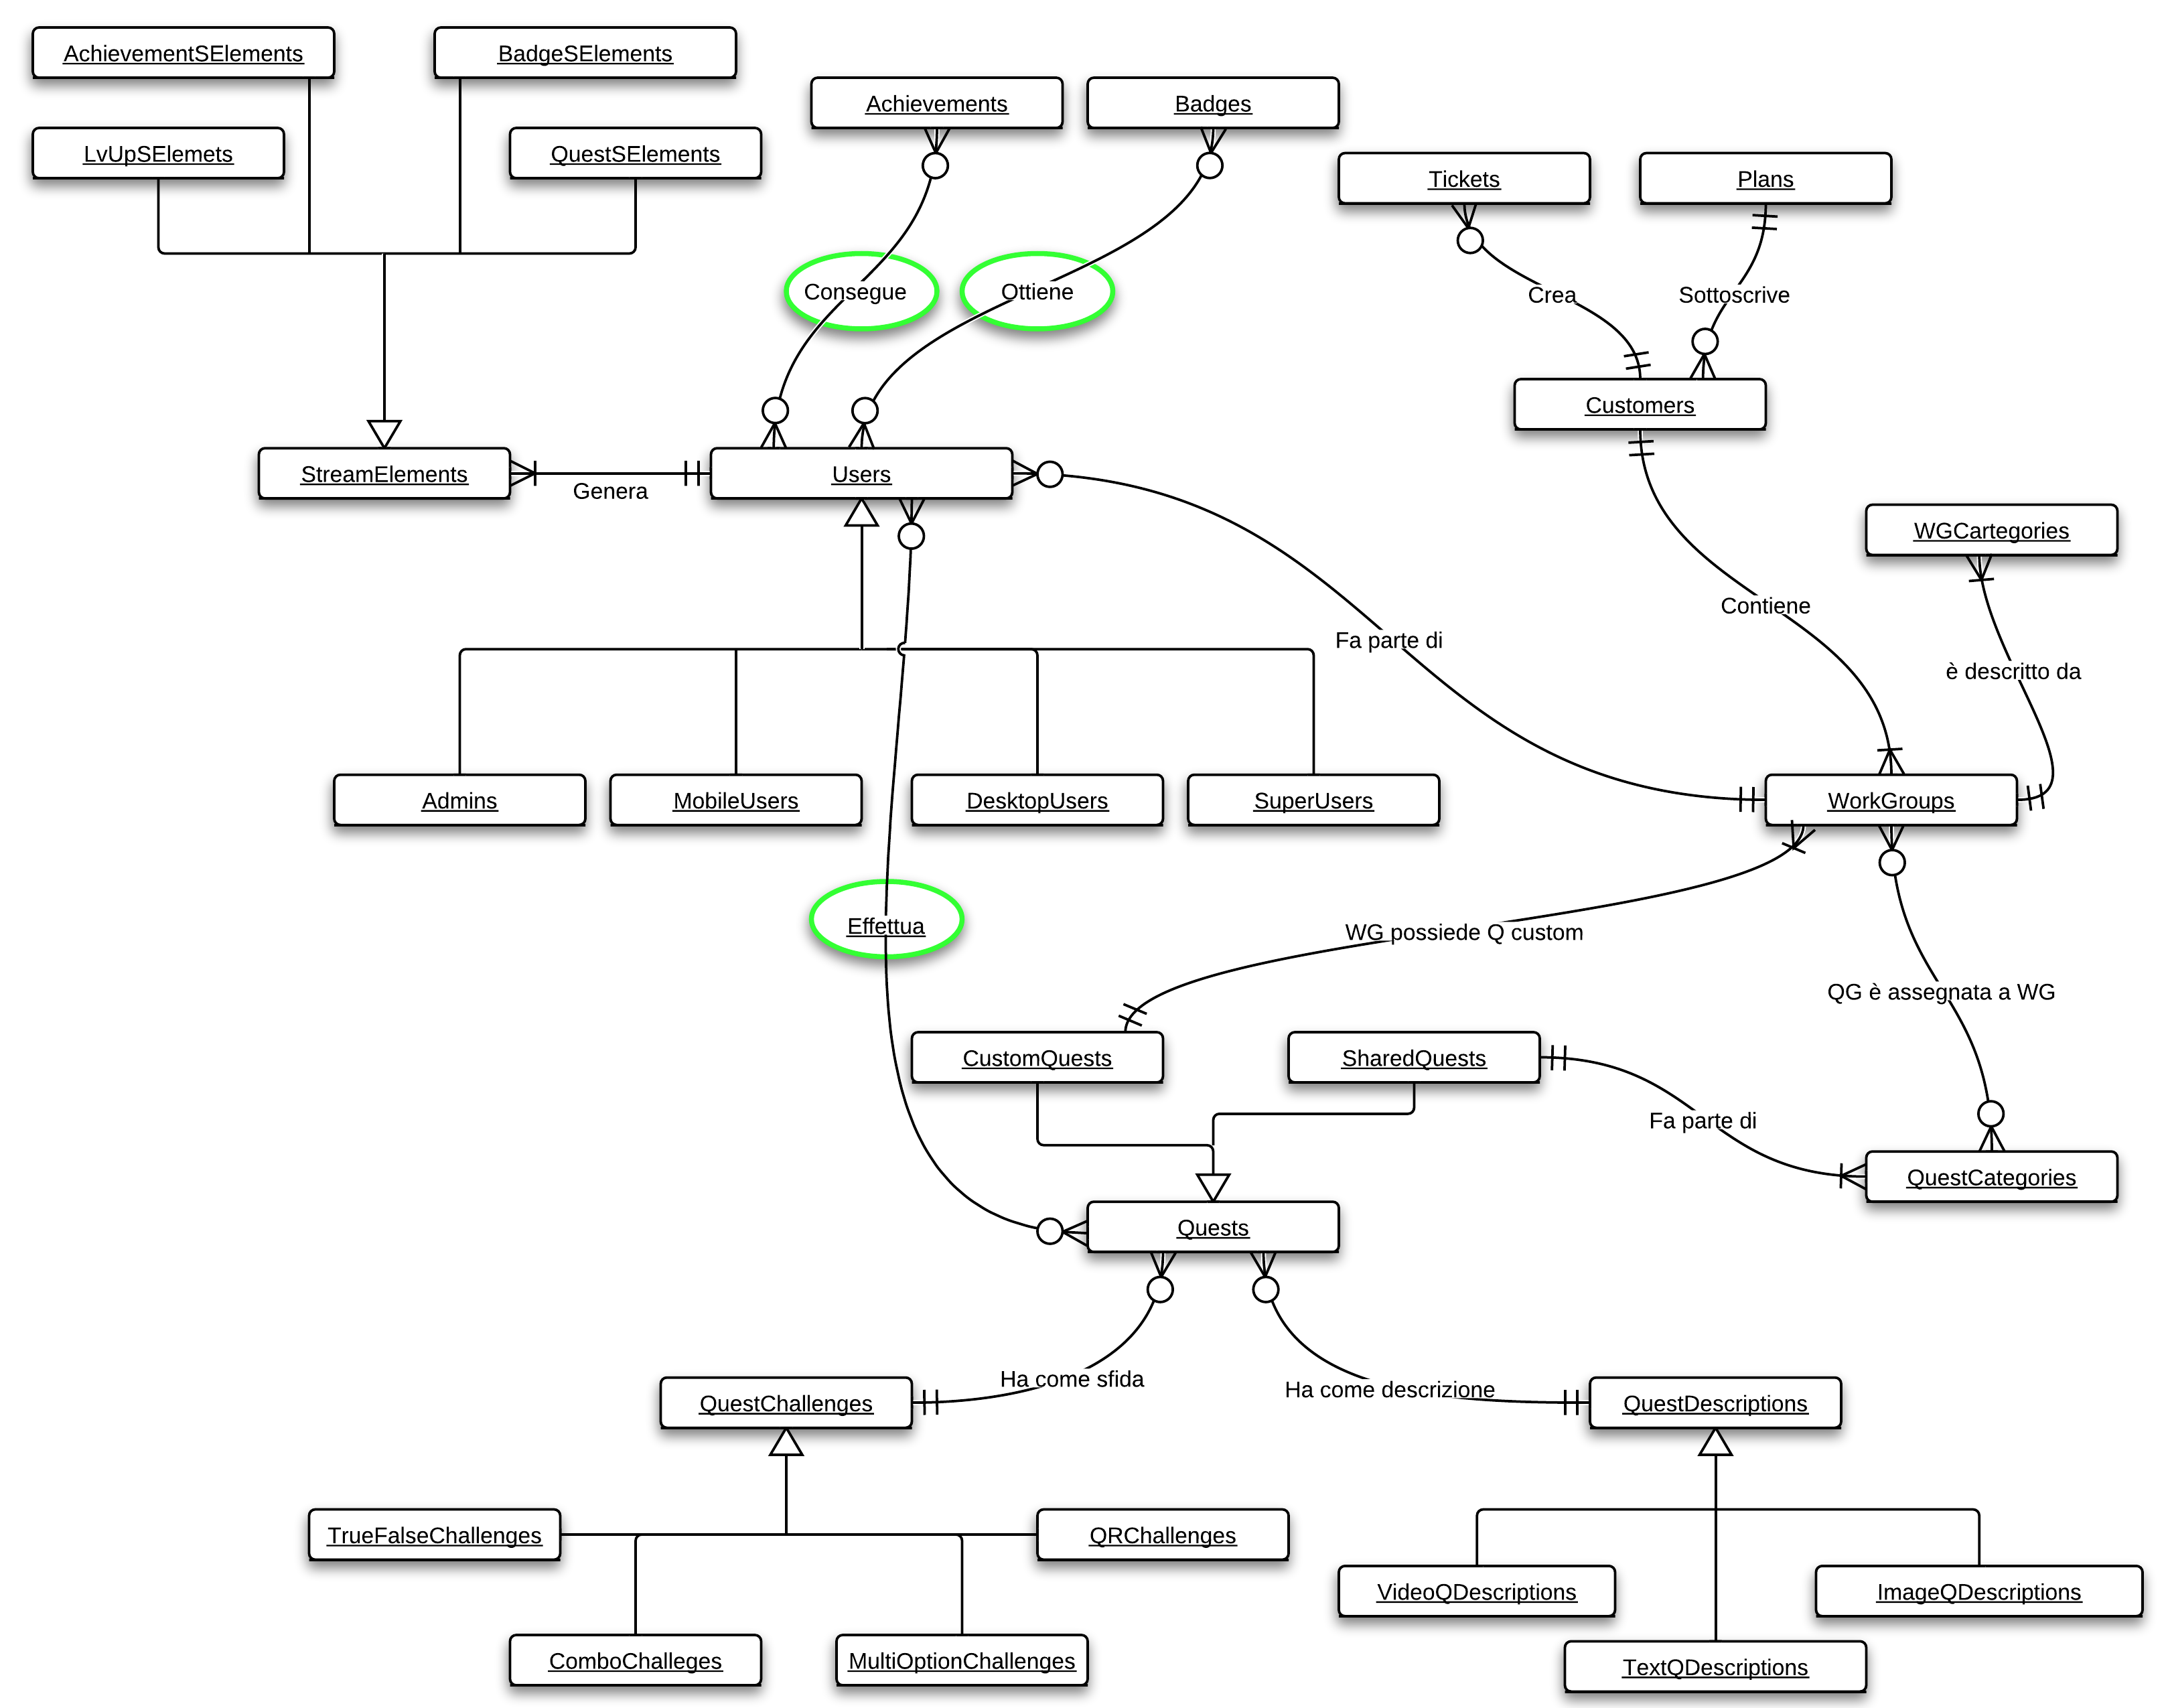 AchievementSElements
BadgeSElements
Achievements
Badges
LvUpSElemets
QuestSElements
Tickets
Plans
Consegue
Ottiene
Crea
Sottoscrive
Customers
StreamElements
Genera
Users
WGCartegories
Contiene
Fa parte di
è descritto da
Admins
MobileUsers
DesktopUsers
SuperUsers
WorkGroups
Effettua
WG possiede Q custom
QG è assegnata a WG
CustomQuests
SharedQuests
Fa parte di
QuestCategories
Quests
Ha come sfida
Ha come descrizione
QuestChallenges
QuestDescriptions
TrueFalseChallenges
QRChallenges
VideoQDescriptions
ImageQDescriptions
ComboChalleges
MultiOptionChallenges
TextQDescriptions